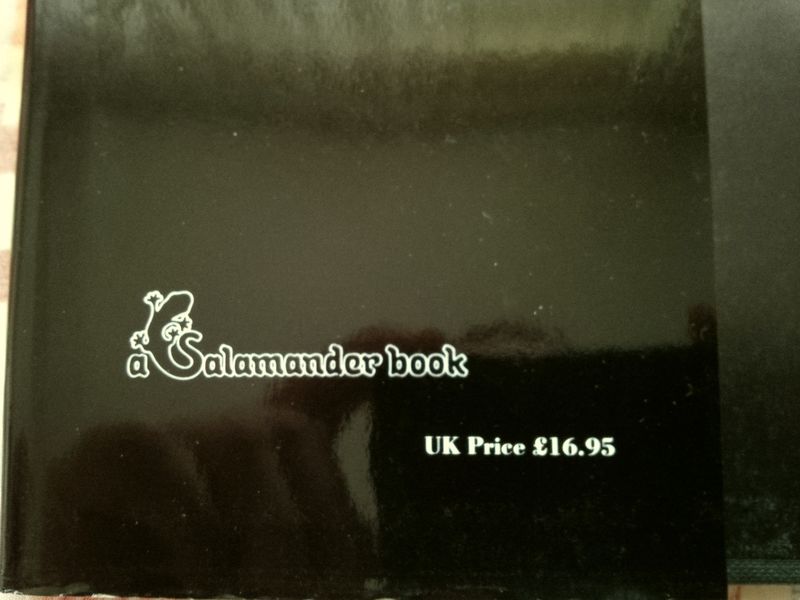 a Salamander book
UK Price £16.95